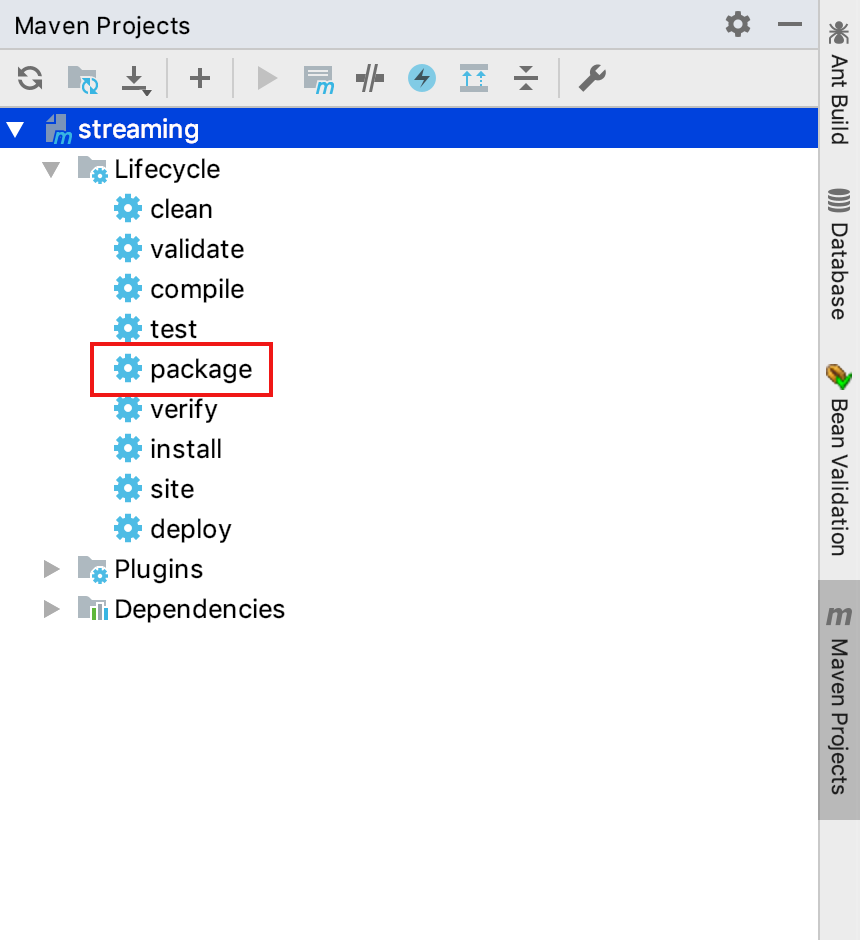 Maven Projects
streaming
Lifecycle
clean
validate
compile
test
package
verify
install
site
deploy
Plugins
Dependencies
Ant Build
Database
Bean Validation
m
Maven Projects